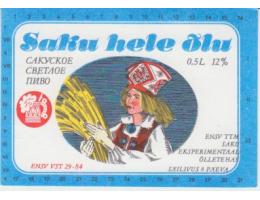 Saku hele õlu
САКУСКОЕ
СВЕТЛОЕ
ПИВО
0,5L 12%
ENSV TTM
SAKU
EKSPERIMENTAAL
ÕLLETEHAS
SÄILIVUS 8 PÄEVA
ENSV VST 29-84